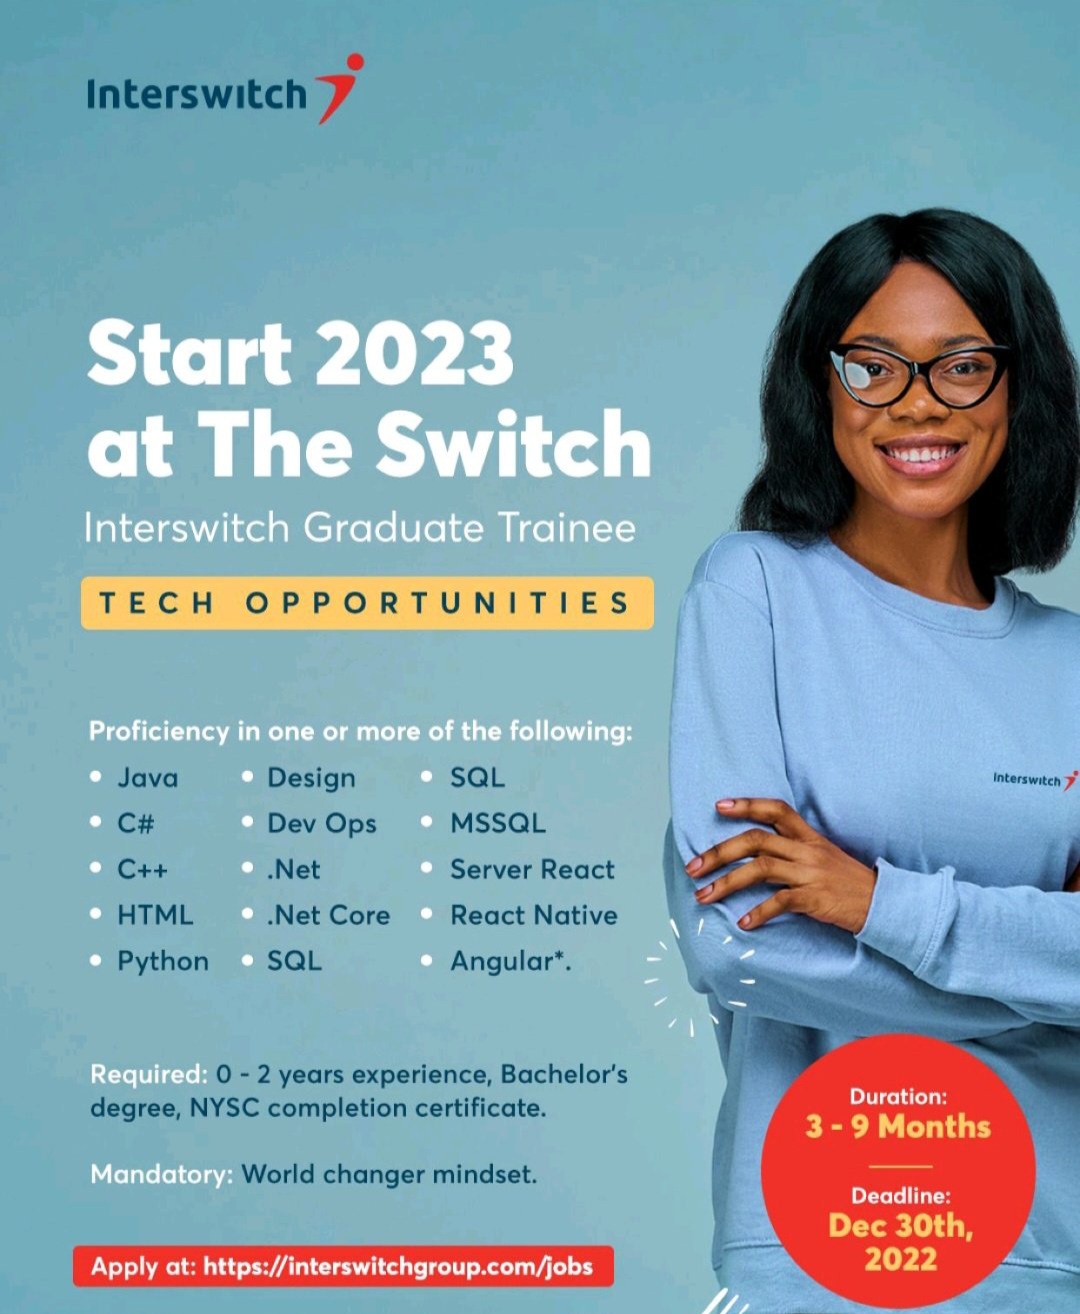 Interswitch
Start 2023
at The Switch
Interswitch Graduate Trainee
TECH OPPORTUNITIES
Proficiency in one or more of the following:
• Java
• C#
• C++
• HTML
• Python
• Design
• Dev Ops
• .Net
• .Net Core
• SQL
• SQL
• MSSQL
• Server React
• React Native
• Angular*.
Interswitch
Required: 0 - 2 years experience, Bachelor's
degree, NYSC completion certificate.
Mandatory: World changer mindset.
Apply at: https://interswitchgroup.com/jobs
Duration:
3 - 9 Months
Deadline:
Dec 30th,
2022